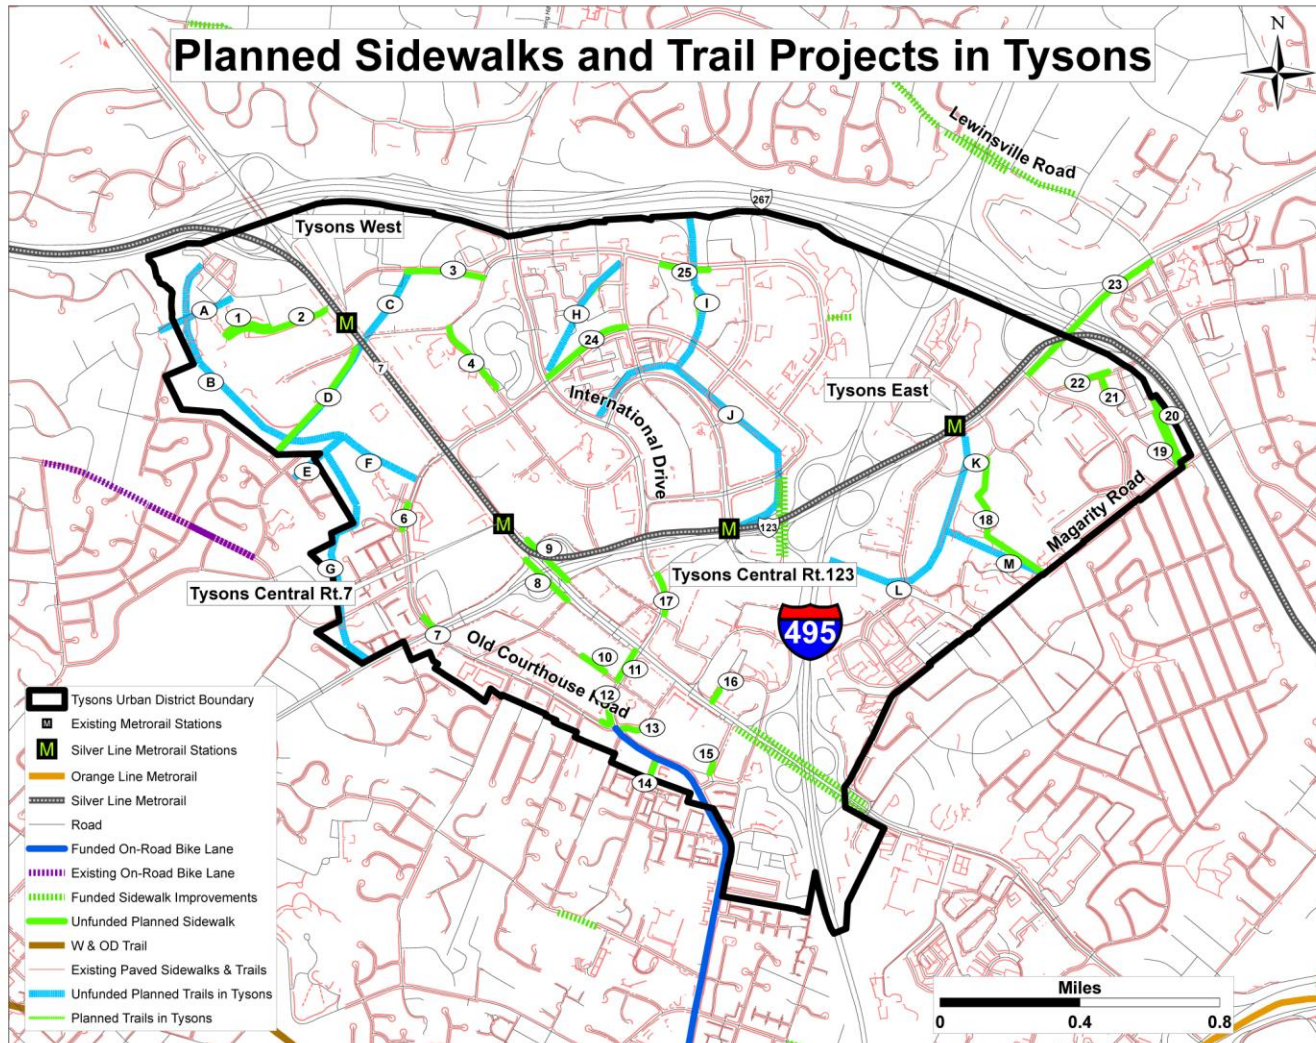 Planned Sidewalks and Trail Projects in Tysons
N
Lewinsville Road
267
Tysons West
23
3
25
A
1
2
C
H
I
24
M
7
4
22
21
B
D
Tysons East
International Drive
J
20
M
E
F
K
19
6
18
Magarity Road
M
9
M
123
G
8
Tysons Central Rt.7
Tysons Central Rt.123
M
L
17
495
7
Old Courthouse Road
10
11
12
16
13
15
14
Tysons Urban District Boundary
M Existing Metrorail Stations
M Silver Line Metrorail Stations
Orange Line Metrorail
Silver Line Metrorail
Road
Funded On-Road Bike Lane
Existing On-Road Bike Lane
Funded Sidewalk Improvements
Unfunded Planned Sidewalk
W & OD Trail
Existing Paved Sidewalks & Trails
Unfunded Planned Trails in Tysons
Planned Trails in Tysons
Miles
0 0.4 0.8